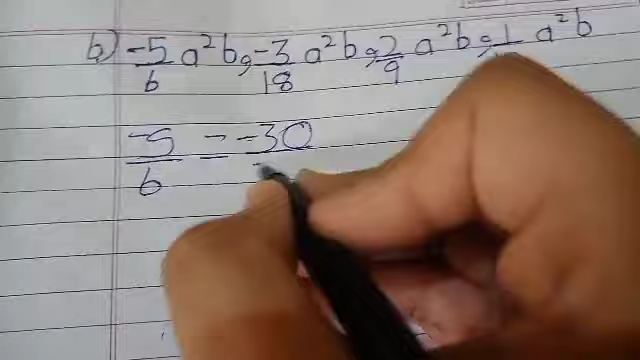 b) -5/6 a²b, -3/18 a²b, 2/9 a²b, 1 a²b
-5/6 = -30